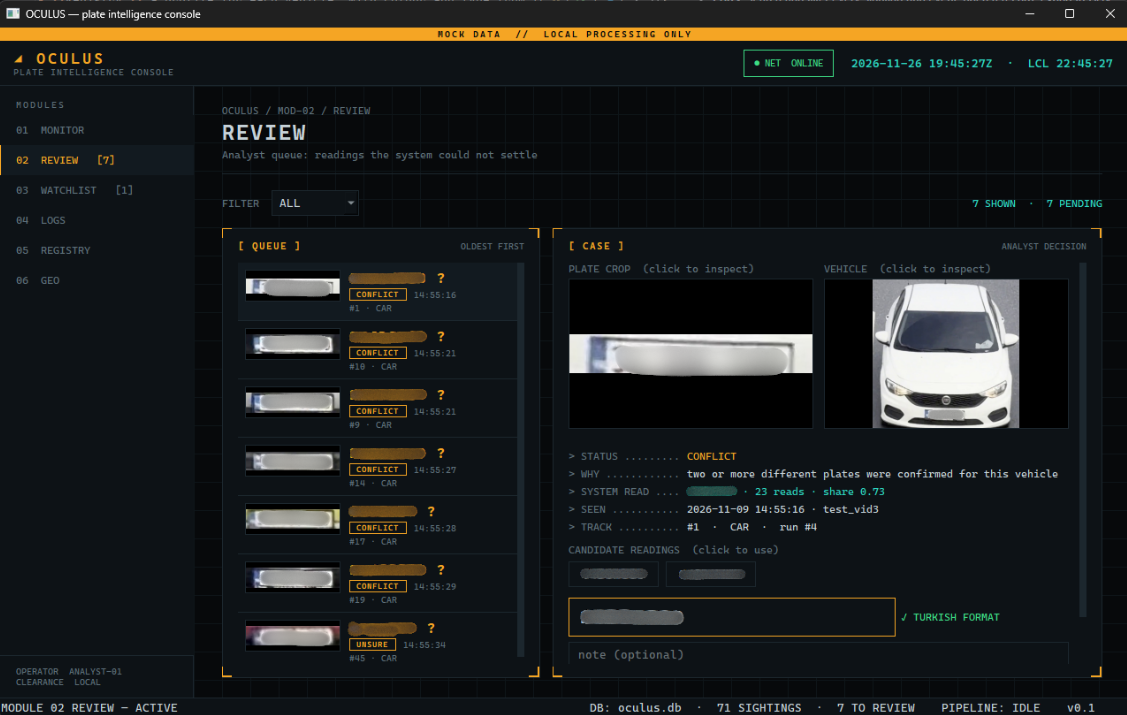 OCULUS — plate intelligence console
MOCK DATA // LOCAL PROCESSING ONLY
OCULUS
PLATE INTELLIGENCE CONSOLE
NET ONLINE
2026-11-26 19:45:27Z · LCL 22:45:27
MODULES
01 MONITOR
02 REVIEW [7]
03 WATCHLIST [1]
04 LOGS
05 REGISTRY
06 GEO
OPERATOR ANALYST-01
CLEARANCE LOCAL
OCULUS / MOD-02 / REVIEW
REVIEW
Analyst queue: readings the system could not settle
FILTER ALL
7 SHOWN · 7 PENDING
[ QUEUE ]
OLDEST FIRST
?
CONFLICT 14:55:16
#1 · CAR
?
CONFLICT 14:55:21
#10 · CAR
?
CONFLICT 14:55:21
#9 · CAR
?
CONFLICT 14:55:27
#14 · CAR
?
CONFLICT 14:55:28
#17 · CAR
?
CONFLICT 14:55:29
#19 · CAR
?
UNSURE 14:55:34
#45 · CAR
[ CASE ]
ANALYST DECISION
PLATE CROP (click to inspect)
VEHICLE (click to inspect)
> STATUS ......... CONFLICT
> WHY ............ two or more different plates were confirmed for this vehicle
> SYSTEM READ .... · 23 reads · share 0.73
> SEEN ........... 2026-11-09 14:55:16 · test_vid3
> TRACK .......... #1 · CAR · run #4
CANDIDATE READINGS (click to use)
✓ TURKISH FORMAT
note (optional)
MODULE 02 REVIEW — ACTIVE
DB: oculus.db · 71 SIGHTINGS · 7 TO REVIEW PIPELINE: IDLE v0.1